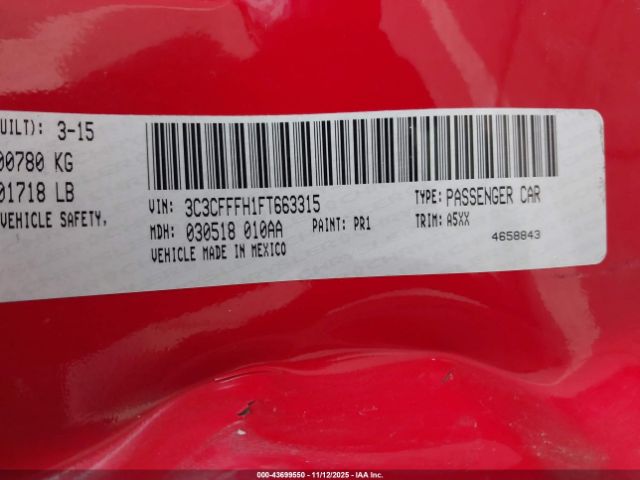 UILT): 3-15
00780 KG
01718 LB
VEHICLE SAFETY,
VIN: 3C3CFFFH1FT663315 TYPE: PASSENGER CAR
MDH: 030518 010AA PAINT: PR1 TRIM: A5XX
VEHICLE MADE IN MEXICO 4658843
000-43699550 - 11/12/2025 - IAA Inc.